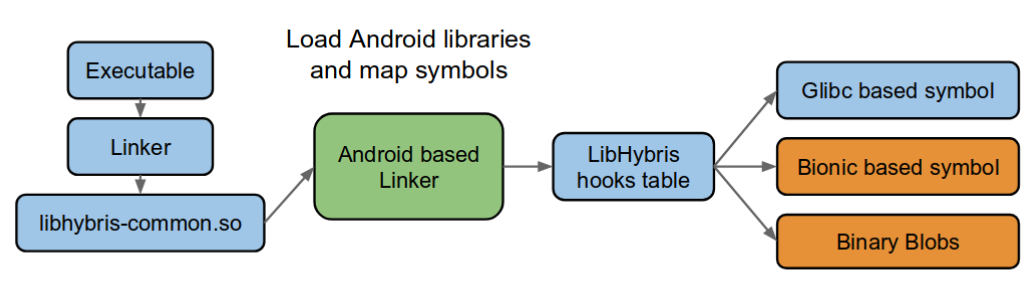 Load Android libraries
and map symbols
Executable
Linker
libhybris-common.so
Android based
Linker
LibHybris
hooks table
Glibc based symbol
Bionic based symbol
Binary Blobs